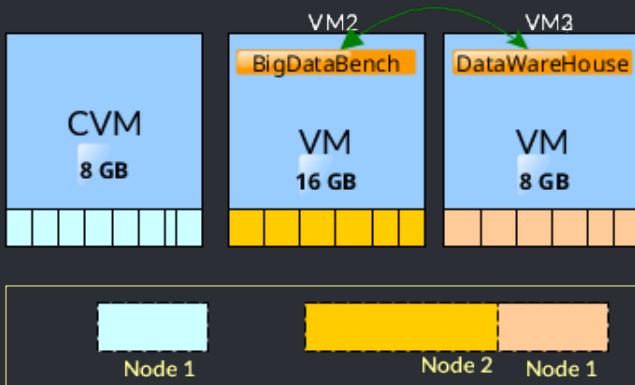 VM2
VM3
BigDataBench
DataWareHouse
CVM
8 GB
VM
16 GB
VM
8 GB
Node 1
Node 2
Node 1